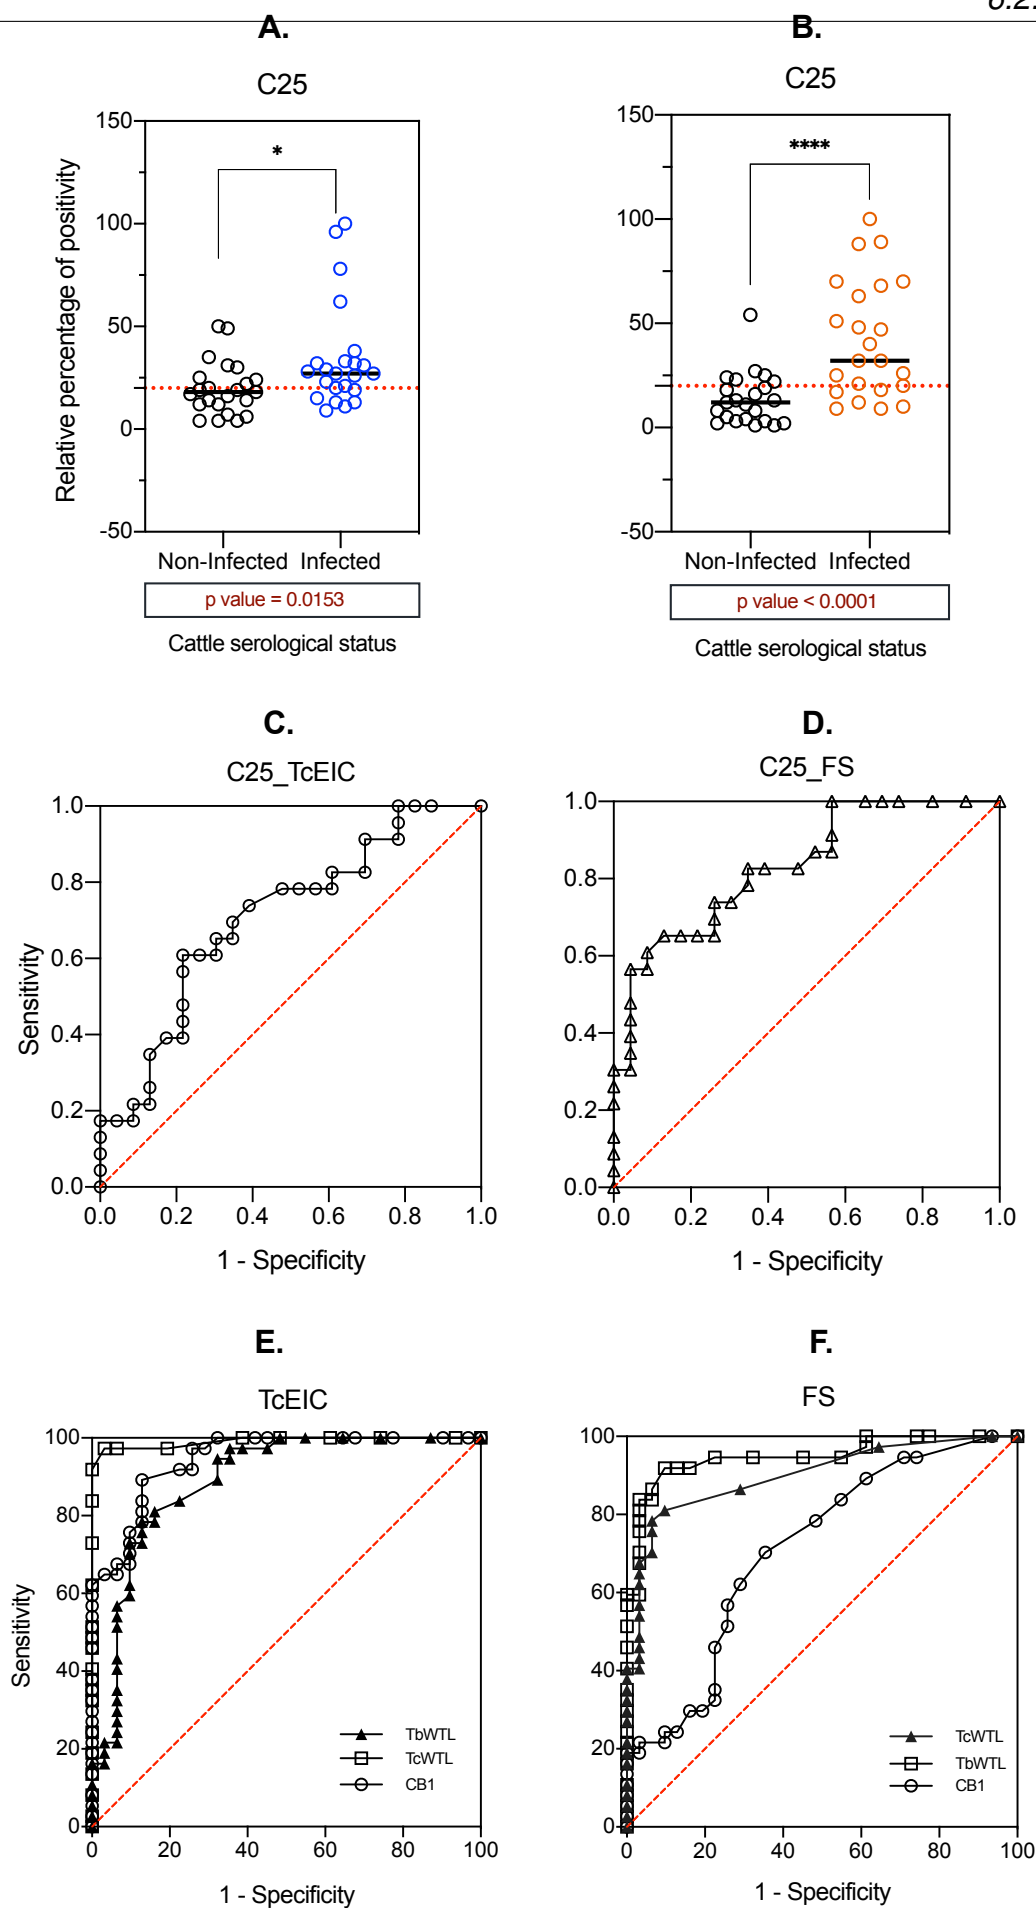 A. B.
C25 C25
150 150
* ****
Relative percentage of positivity
100 100
50 50
0 0
-50 -50
Non-Infected Infected Non-Infected Infected
p value = 0.0153 p value < 0.0001
Cattle serological status Cattle serological status
C. D.
C25_TcEIC C25_FS
1.0 1.0
0.8 0.8
0.6 0.6
Sensitivity
0.4 0.4
0.2 0.2
0.0 0.0
0.0 0.2 0.4 0.6 0.8 1.0 0.0 0.2 0.4 0.6 0.8 1.0
1 - Specificity 1 - Specificity
E. F.
TcEIC FS
100 100
80 80
60 60
Sensitivity
40 40
20 20
TbWTL TcWTL
TcWTL TbWTL
CB1 CB1
0 0
0 20 40 60 80 100 0 20 40 60 80 100
1 - Specificity 1 - Specificity